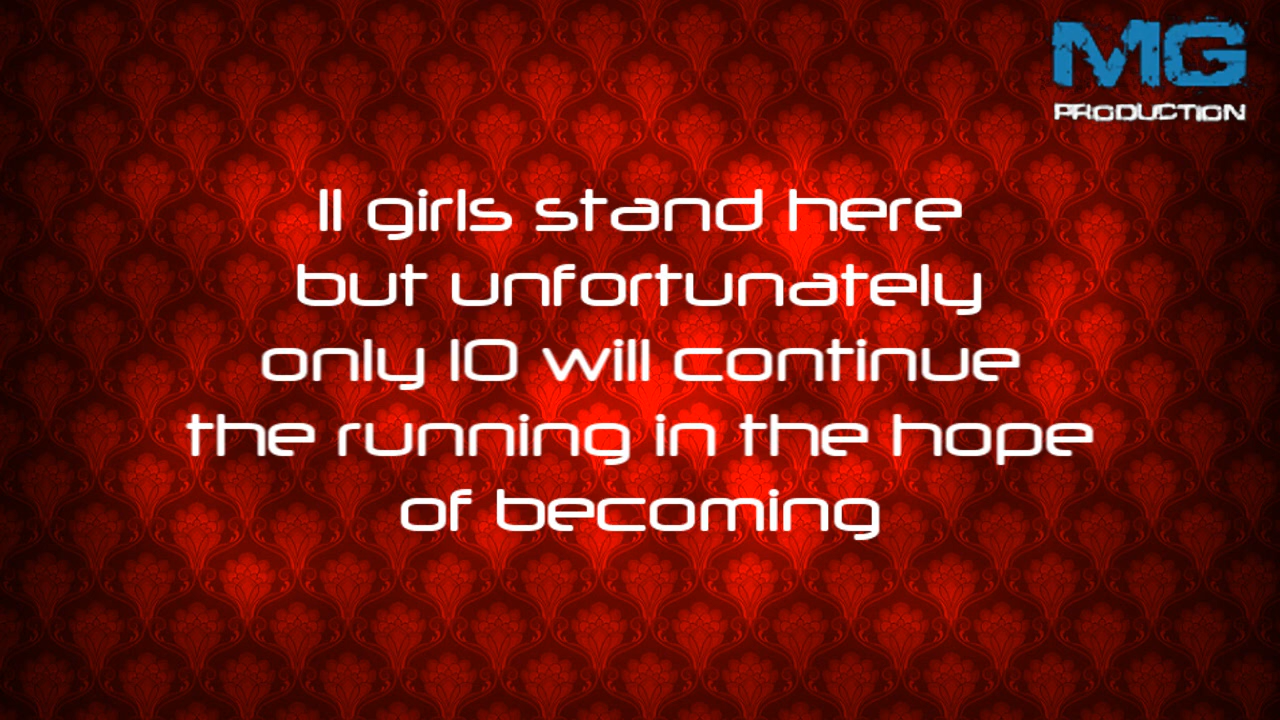 MG
PRODUCTION
11 girls stand here
but unfortunately
only 10 will continue
the running in the hope
of becoming